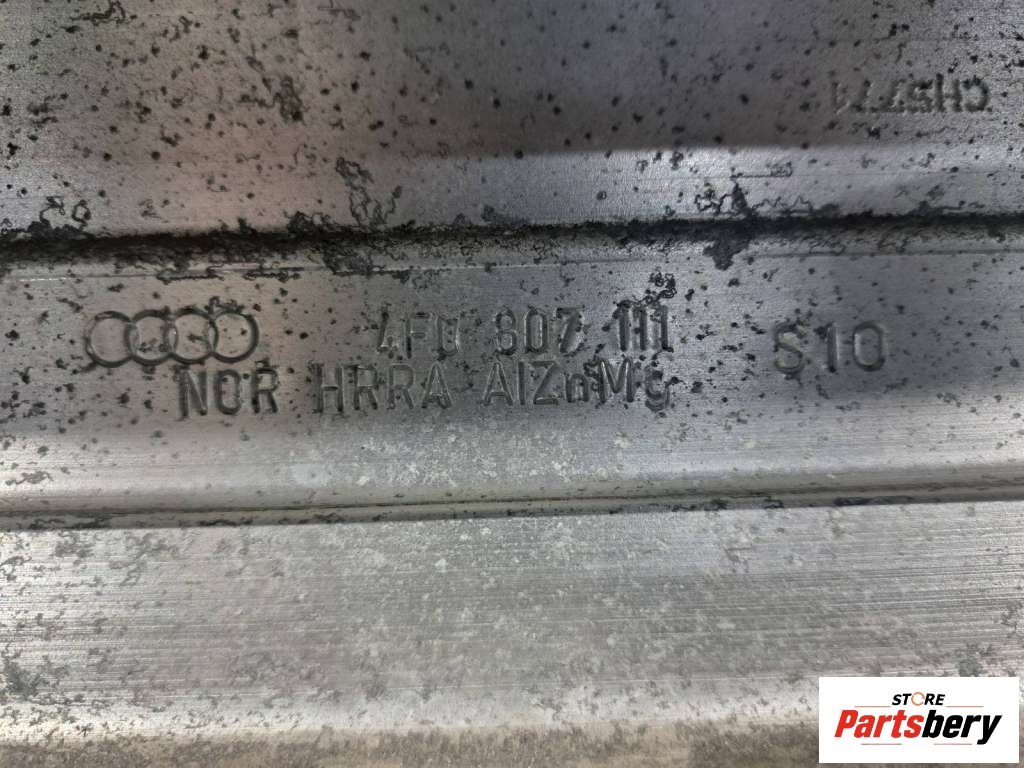 4F0 807 111 S10
NOR HRRA AlZnMg
STORE
Partsbery